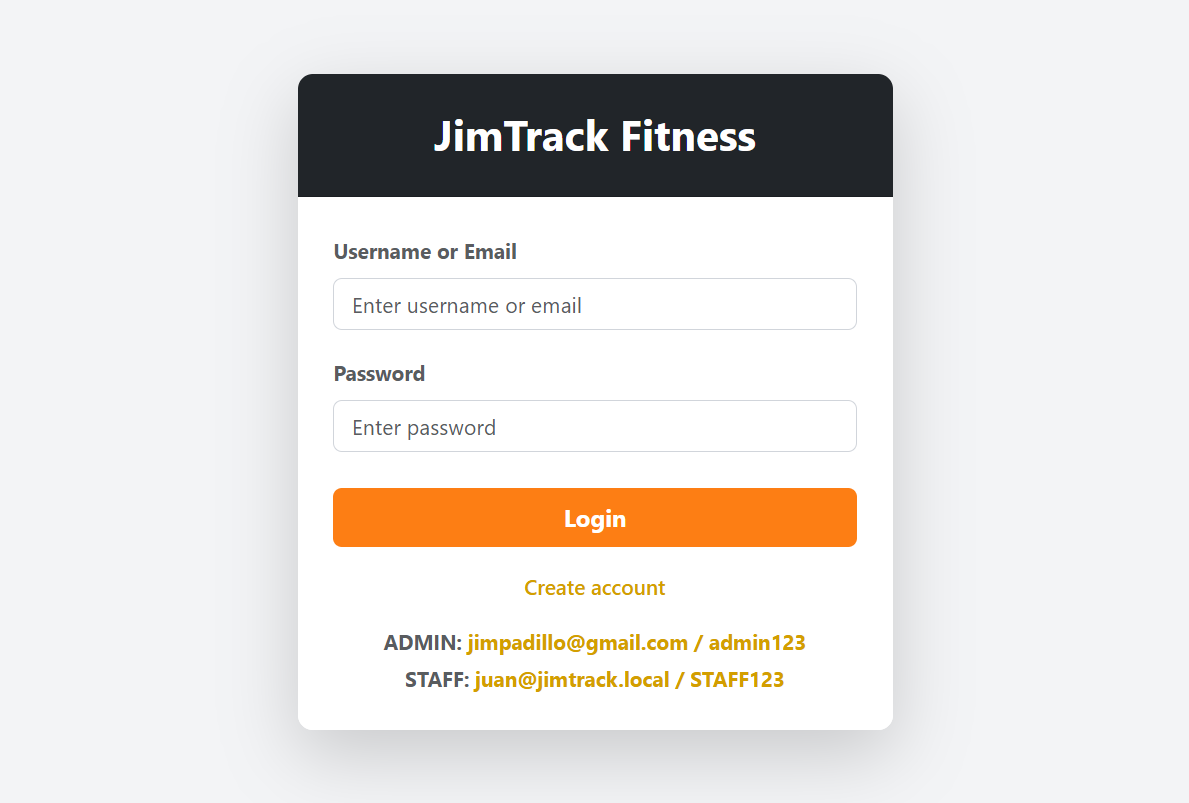 JimTrack Fitness
Username or Email
Enter username or email
Password
Enter password
Login
Create account
ADMIN: jimpadillo@gmail.com / admin123
STAFF: juan@jimtrack.local / STAFF123